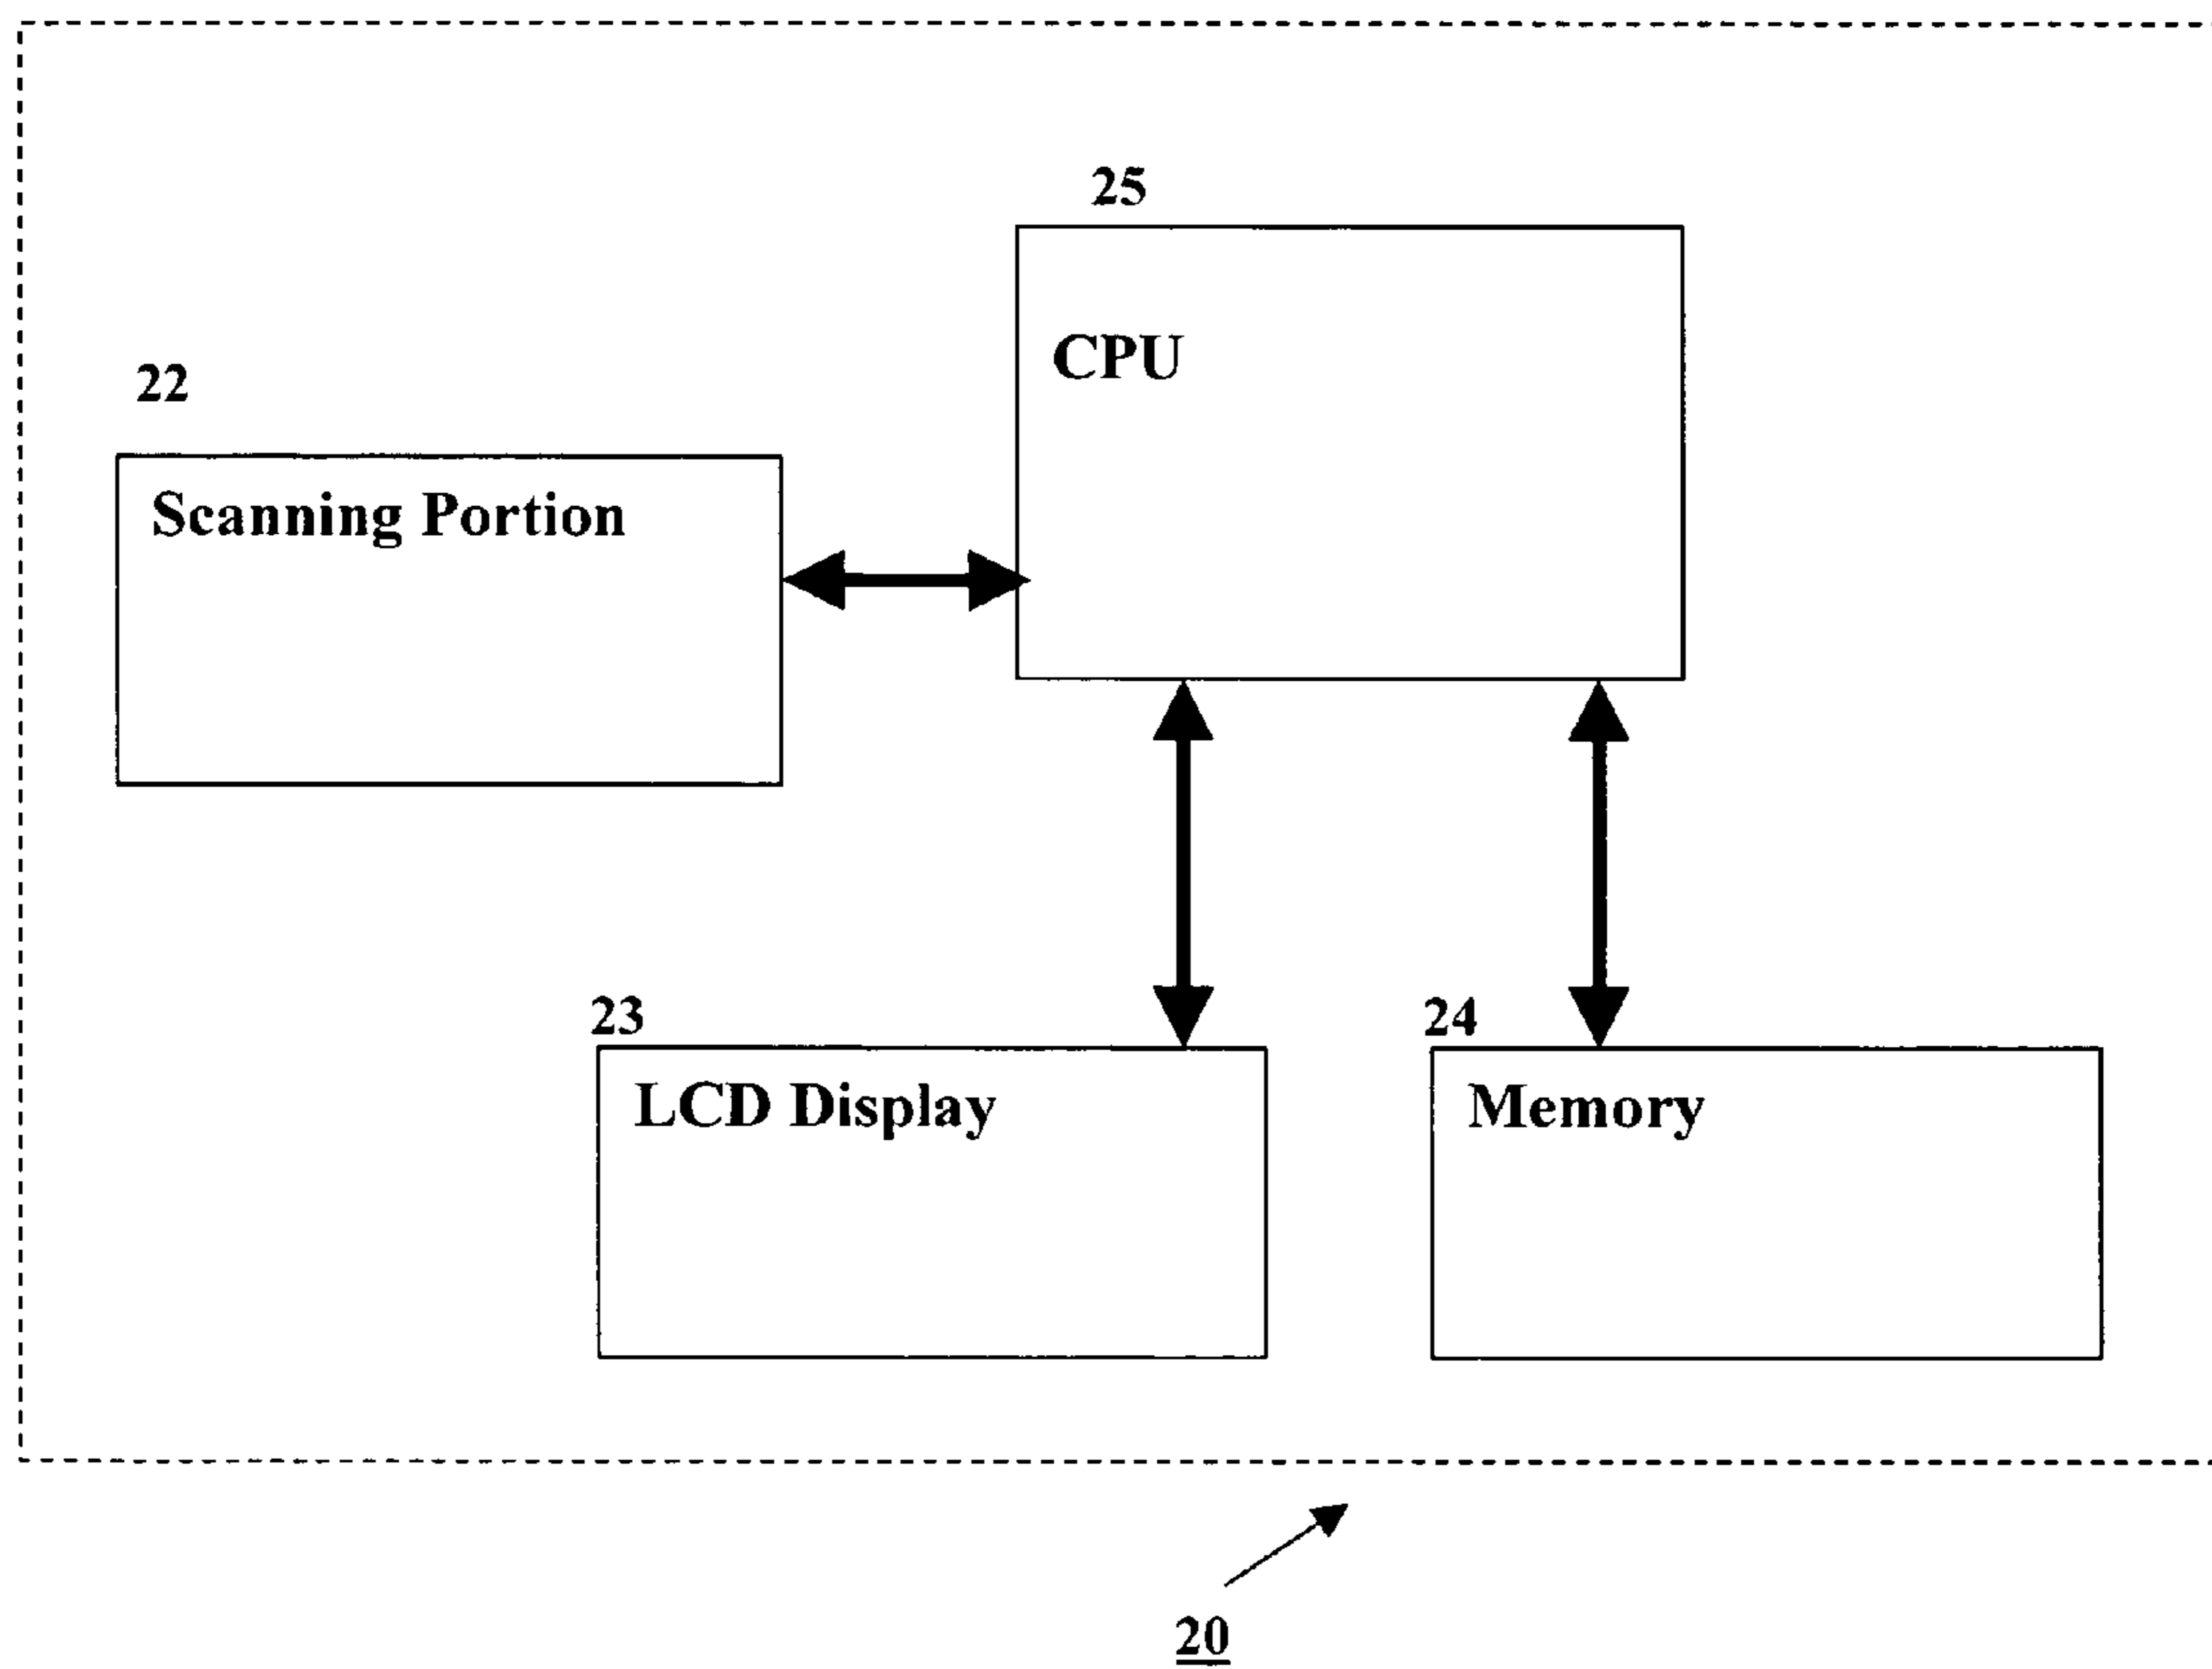 25
CPU
22
Scanning Portion
23
LCD Display
24
Memory
20